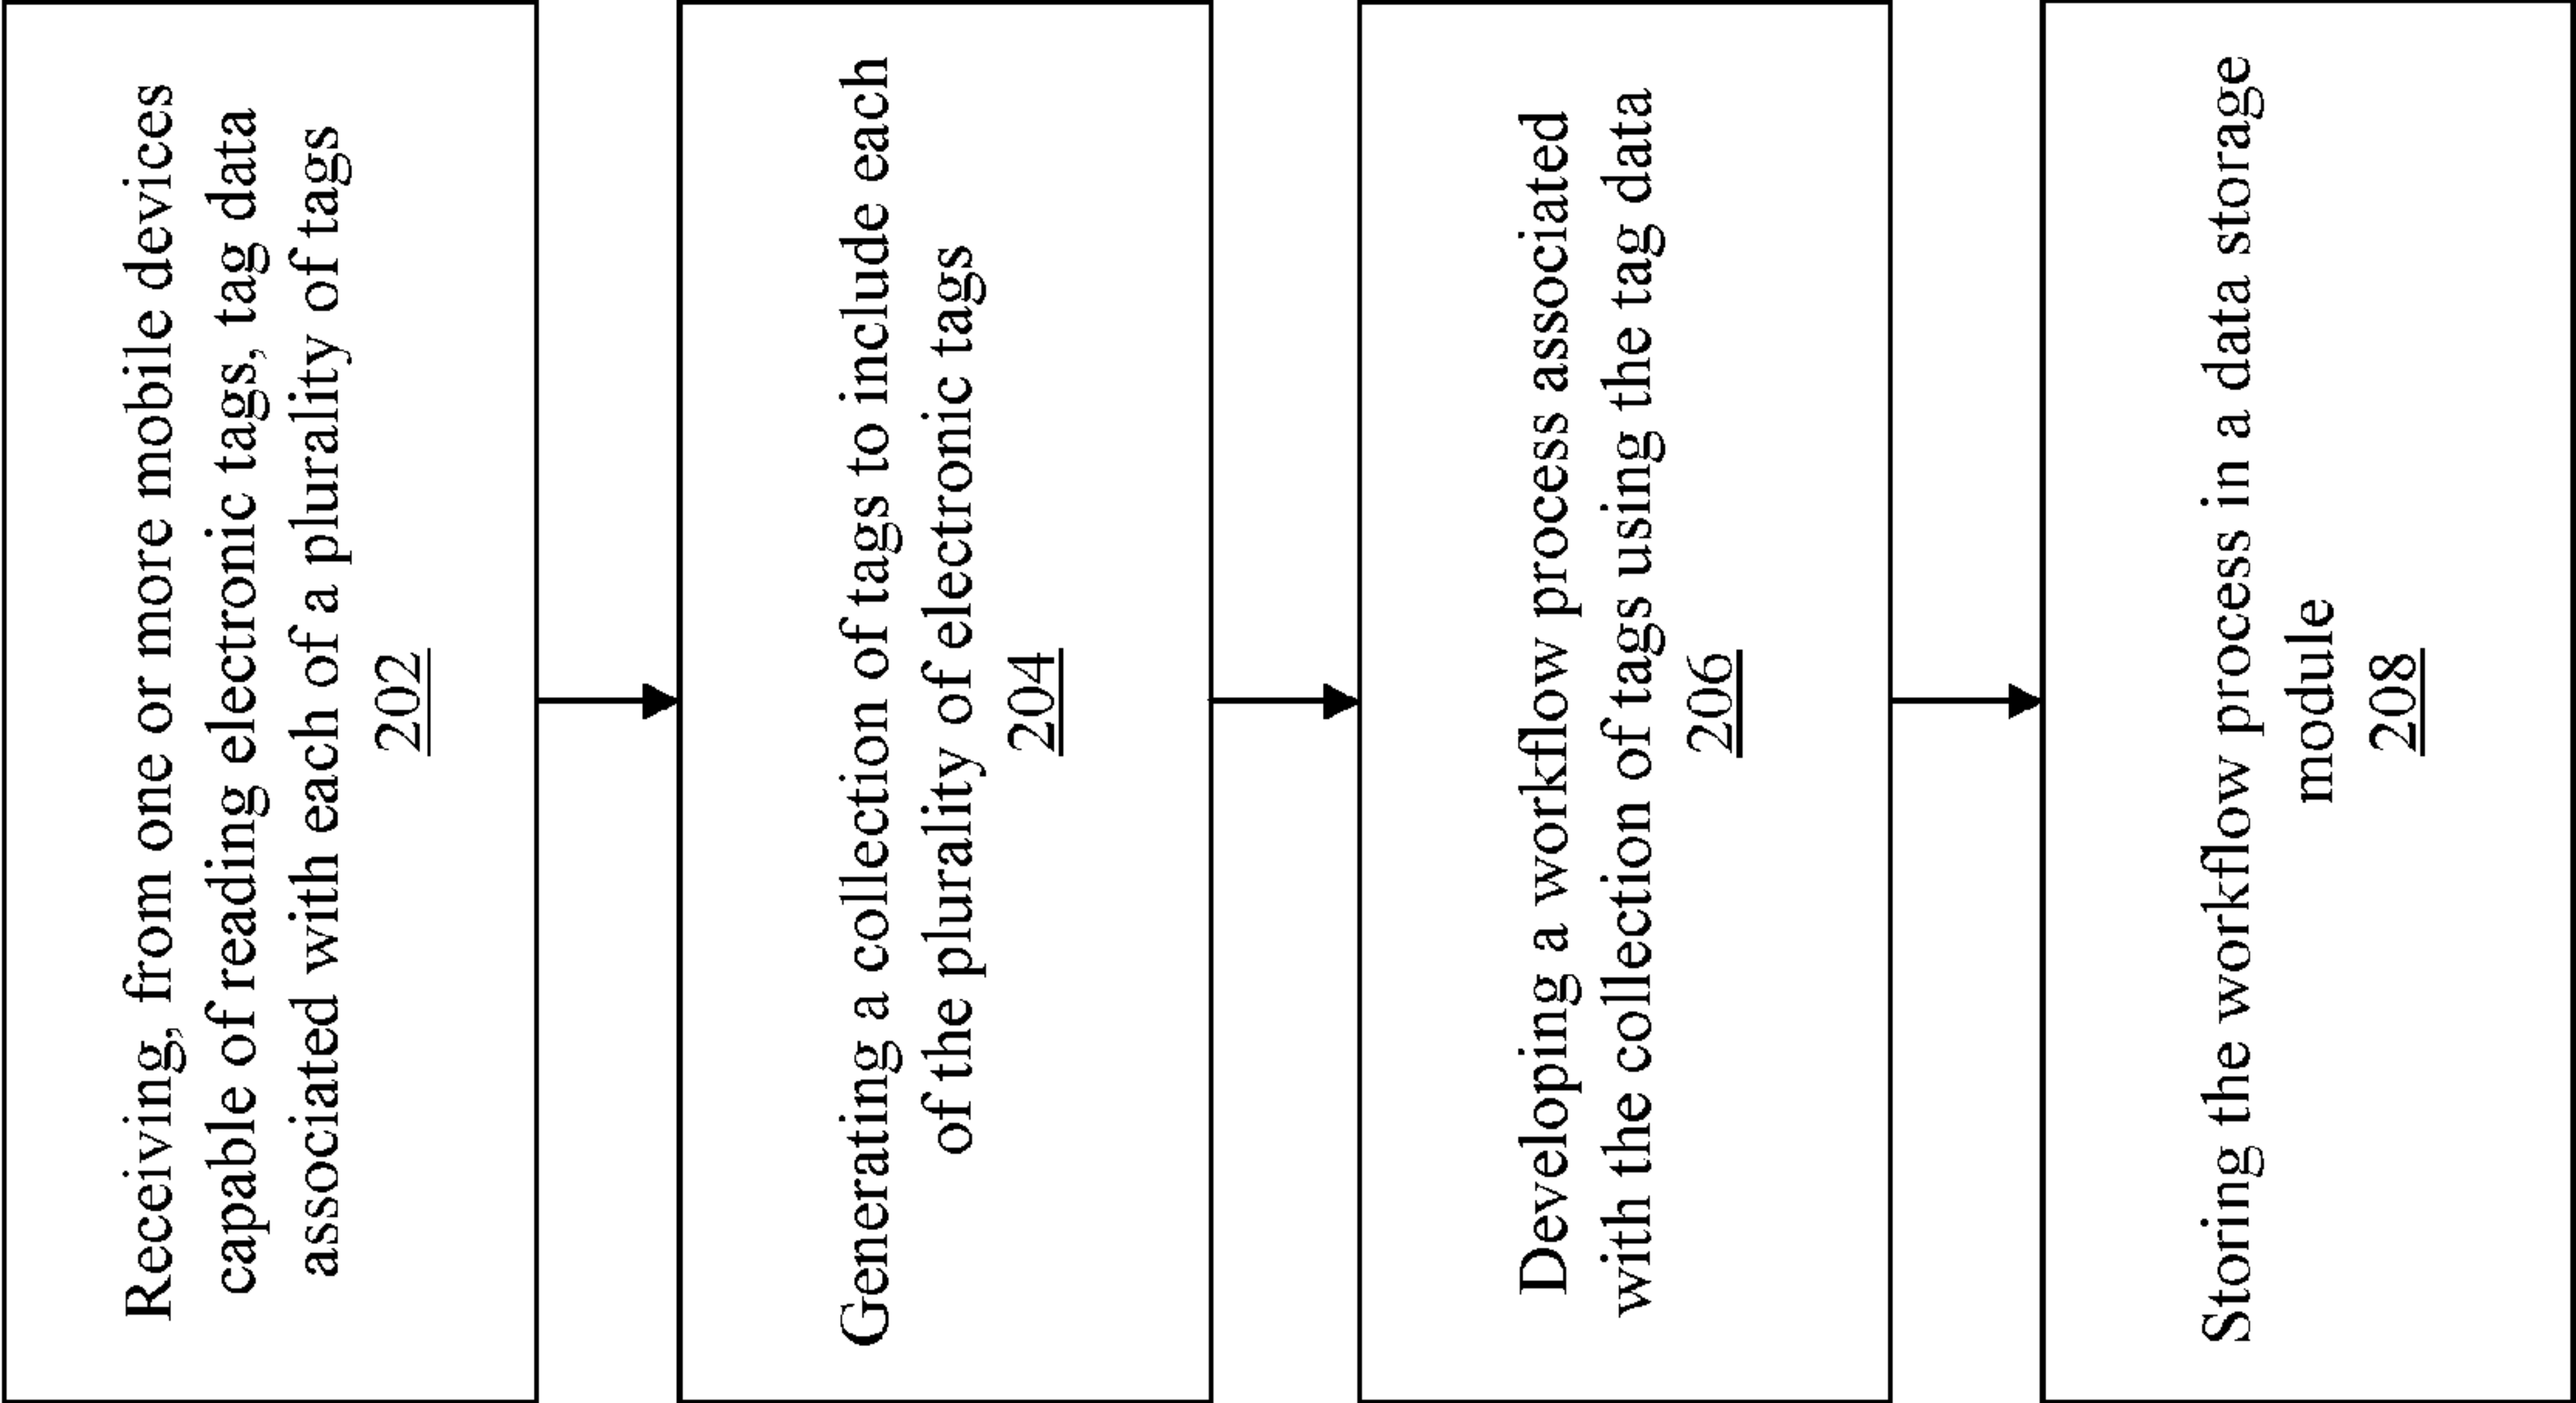 Receiving, from one or more mobile devices
capable of reading electronic tags, tag data
associated with each of a plurality of tags
202
Generating a collection of tags to include each
of the plurality of electronic tags
204
Developing a workflow process associated
with the collection of tags using the tag data
206
Storing the workflow process in a data storage
module
208